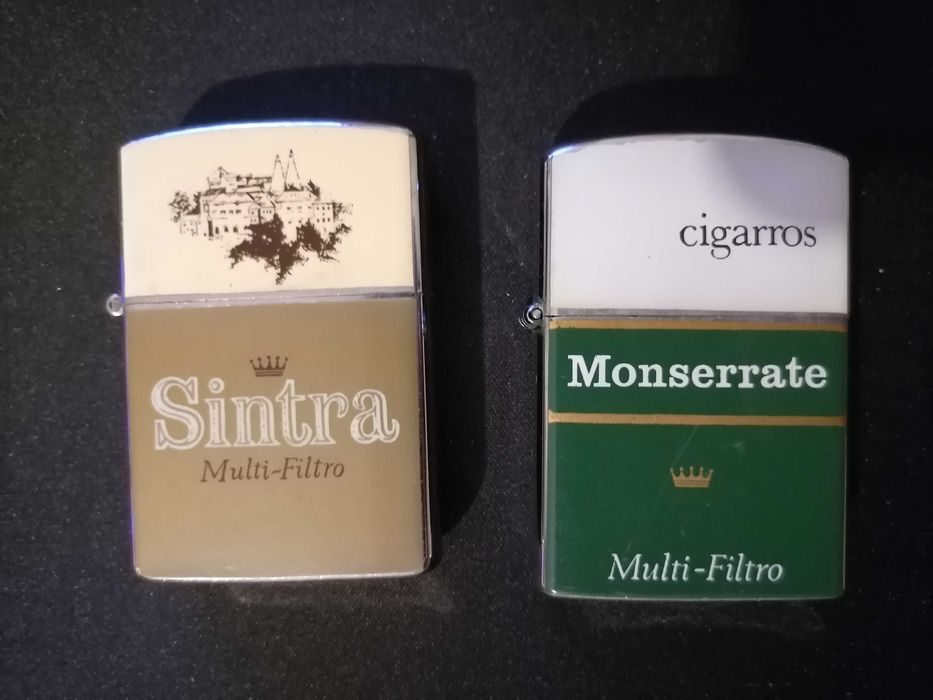 Sintra
Multi-Filtro
cigarros
Monserrate
Multi-Filtro